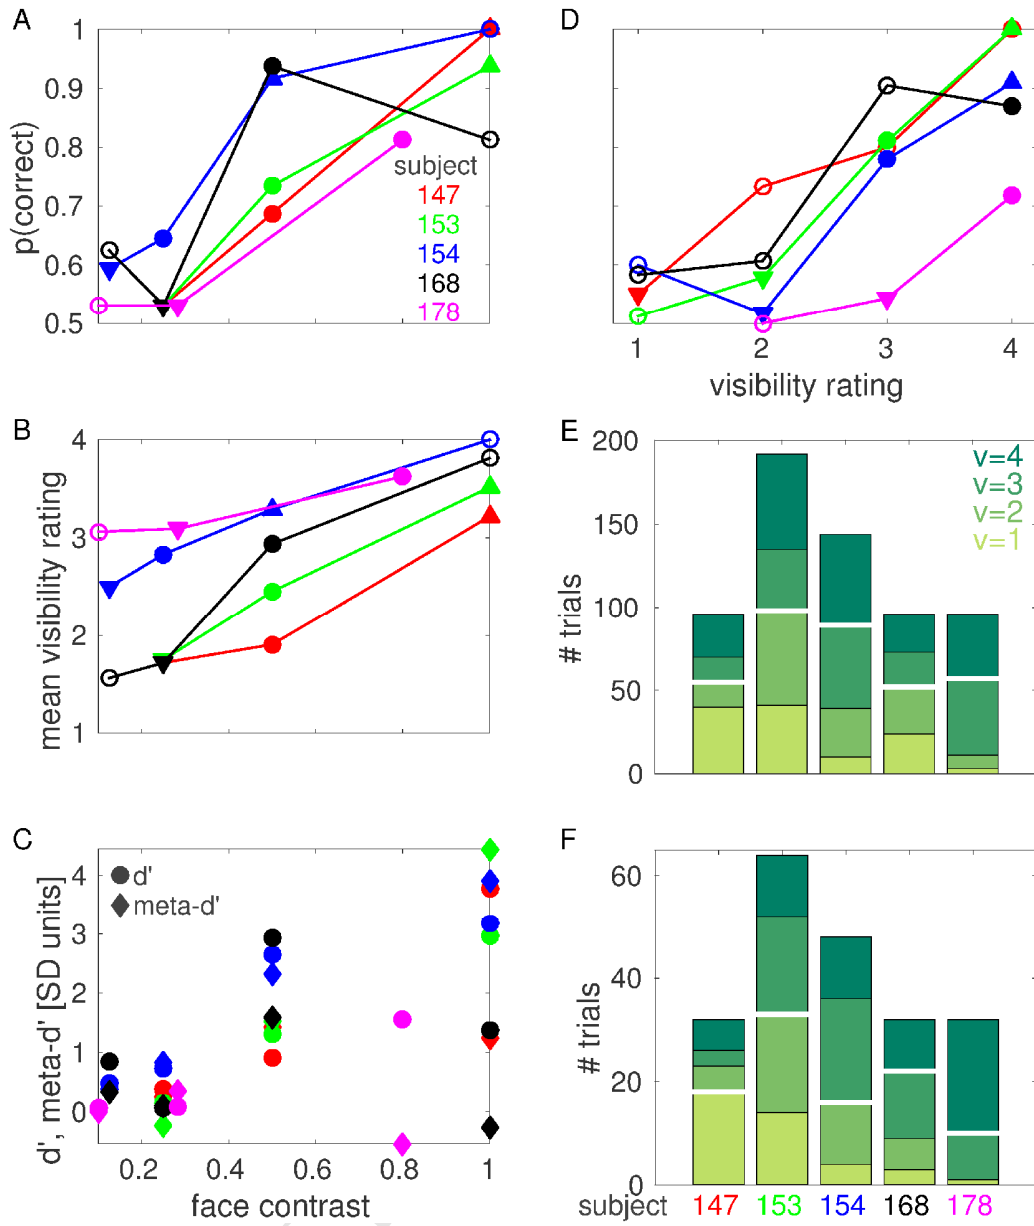 A
1
0.9
0.8
0.7
0.6
0.5
p(correct)
subject
147
153
154
168
178
B
4
3
2
1
mean visibility rating
C
4
3
2
1
0
d', meta-d' [SD units]
d'
meta-d'
0.2
0.4
0.6
0.8
1
face contrast
D
1
2
3
4
visibility rating
E
200
150
100
50
0
# trials
v=4
v=3
v=2
v=1
F
60
40
20
0
# trials
subject
147
153
154
168
178